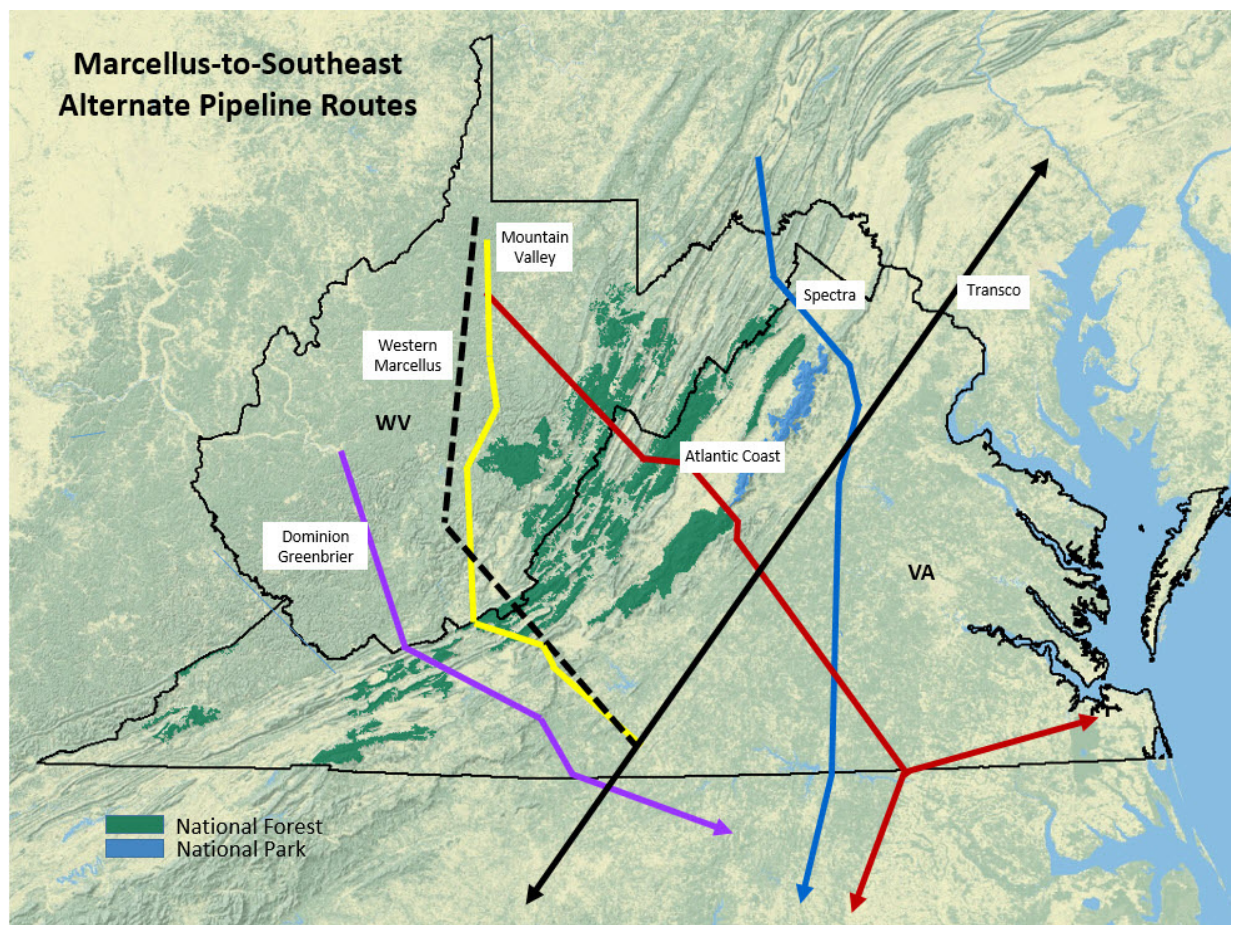 Marcellus-to-Southeast
Alternate Pipeline Routes
Mountain
Valley
Spectra
Transco
Western
Marcellus
WV
Atlantic Coast
Dominion
Greenbrier
VA
National Forest
National Park